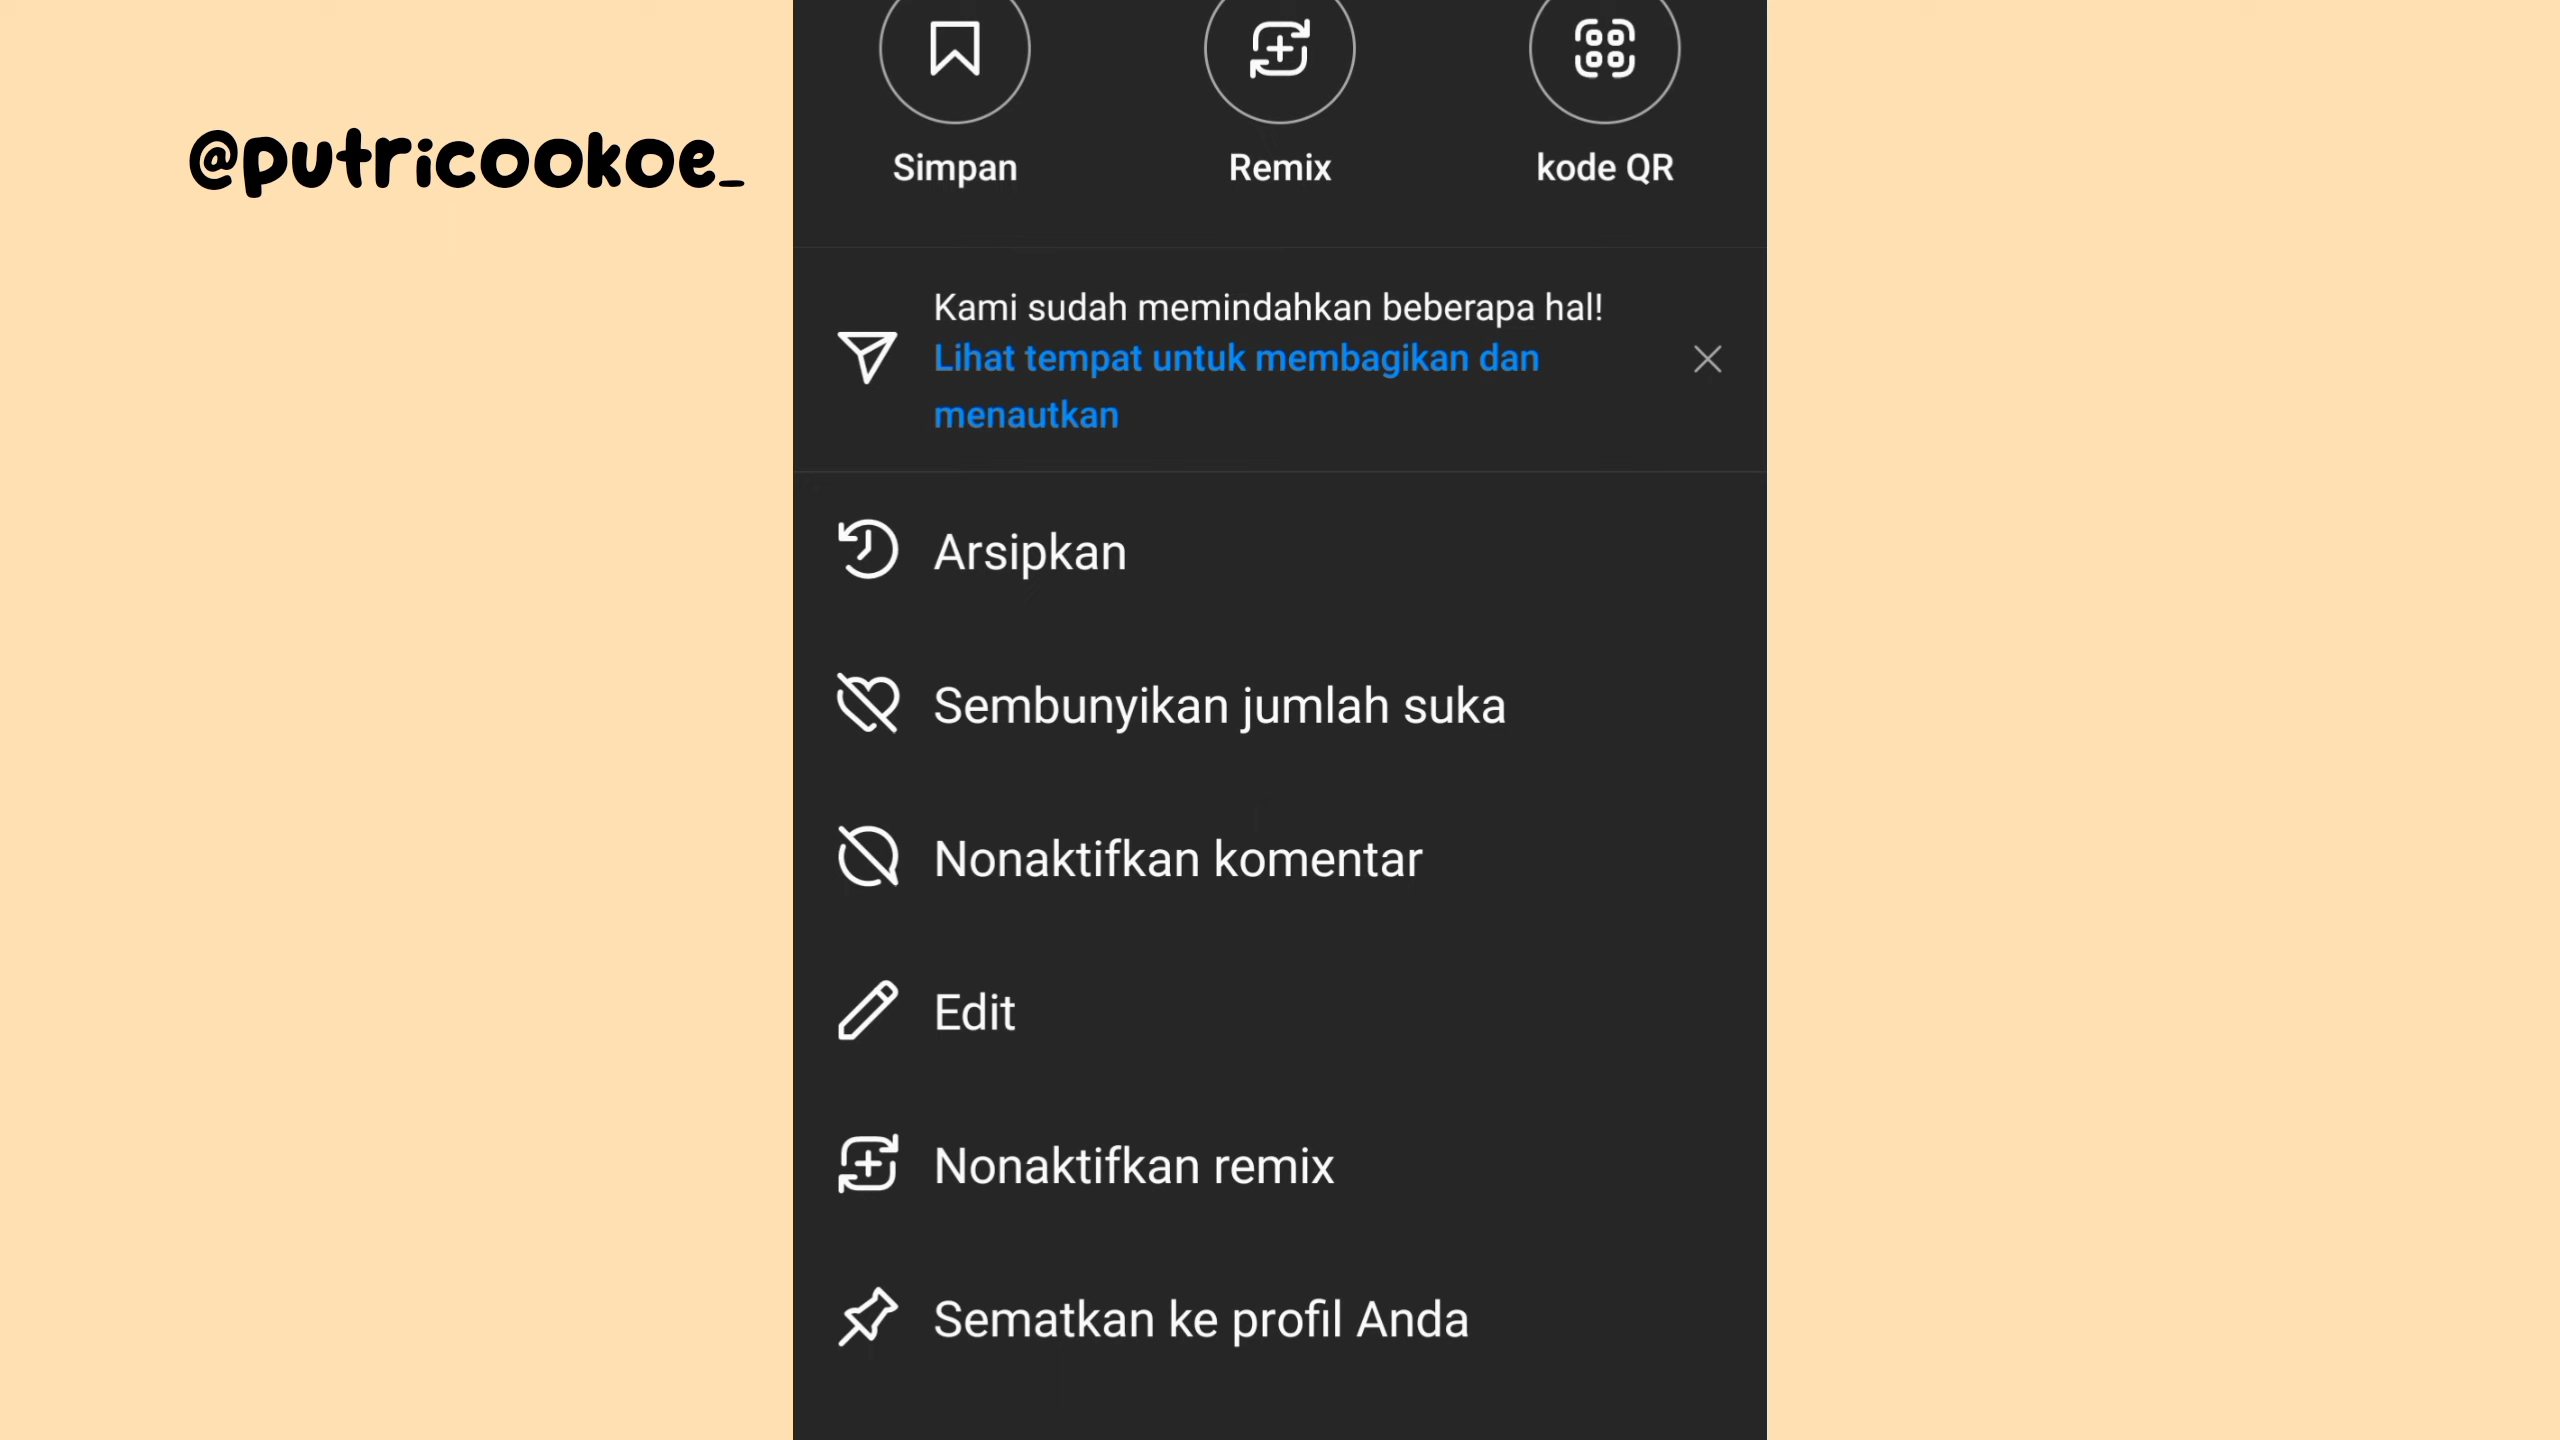 @putricookoe_
Simpan
Remix
kode QR
Kami sudah memindahkan beberapa hal!
Lihat tempat untuk membagikan dan
menautkan
Arsipkan
Sembunyikan jumlah suka
Nonaktifkan komentar
Edit
Nonaktifkan remix
Sematkan ke profil Anda